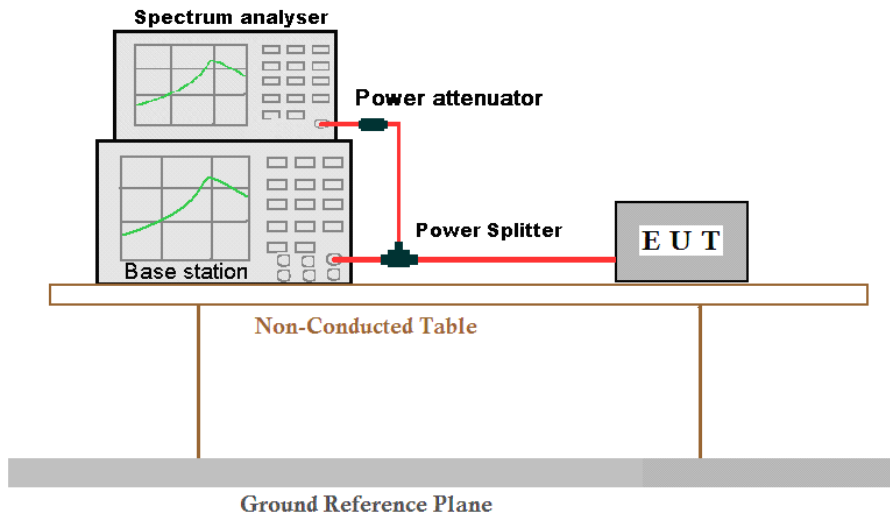 Spectrum analyser
Power attenuator
Power Splitter
E U T
Base station
Non-Conducted Table
Ground Reference Plane